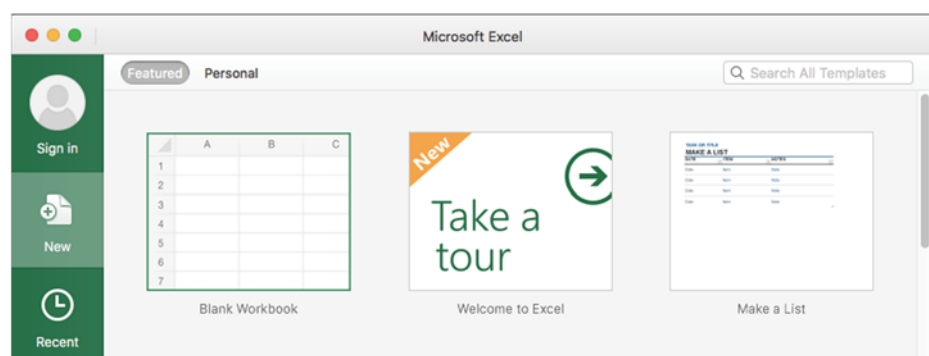 Microsoft Excel
Featured Personal
Search All Templates
Sign in
New
Recent
A B C
1
2
3
4
5
6
7
Blank Workbook
New
Take a
tour
Welcome to Excel
MAKE A LIST
Make a List